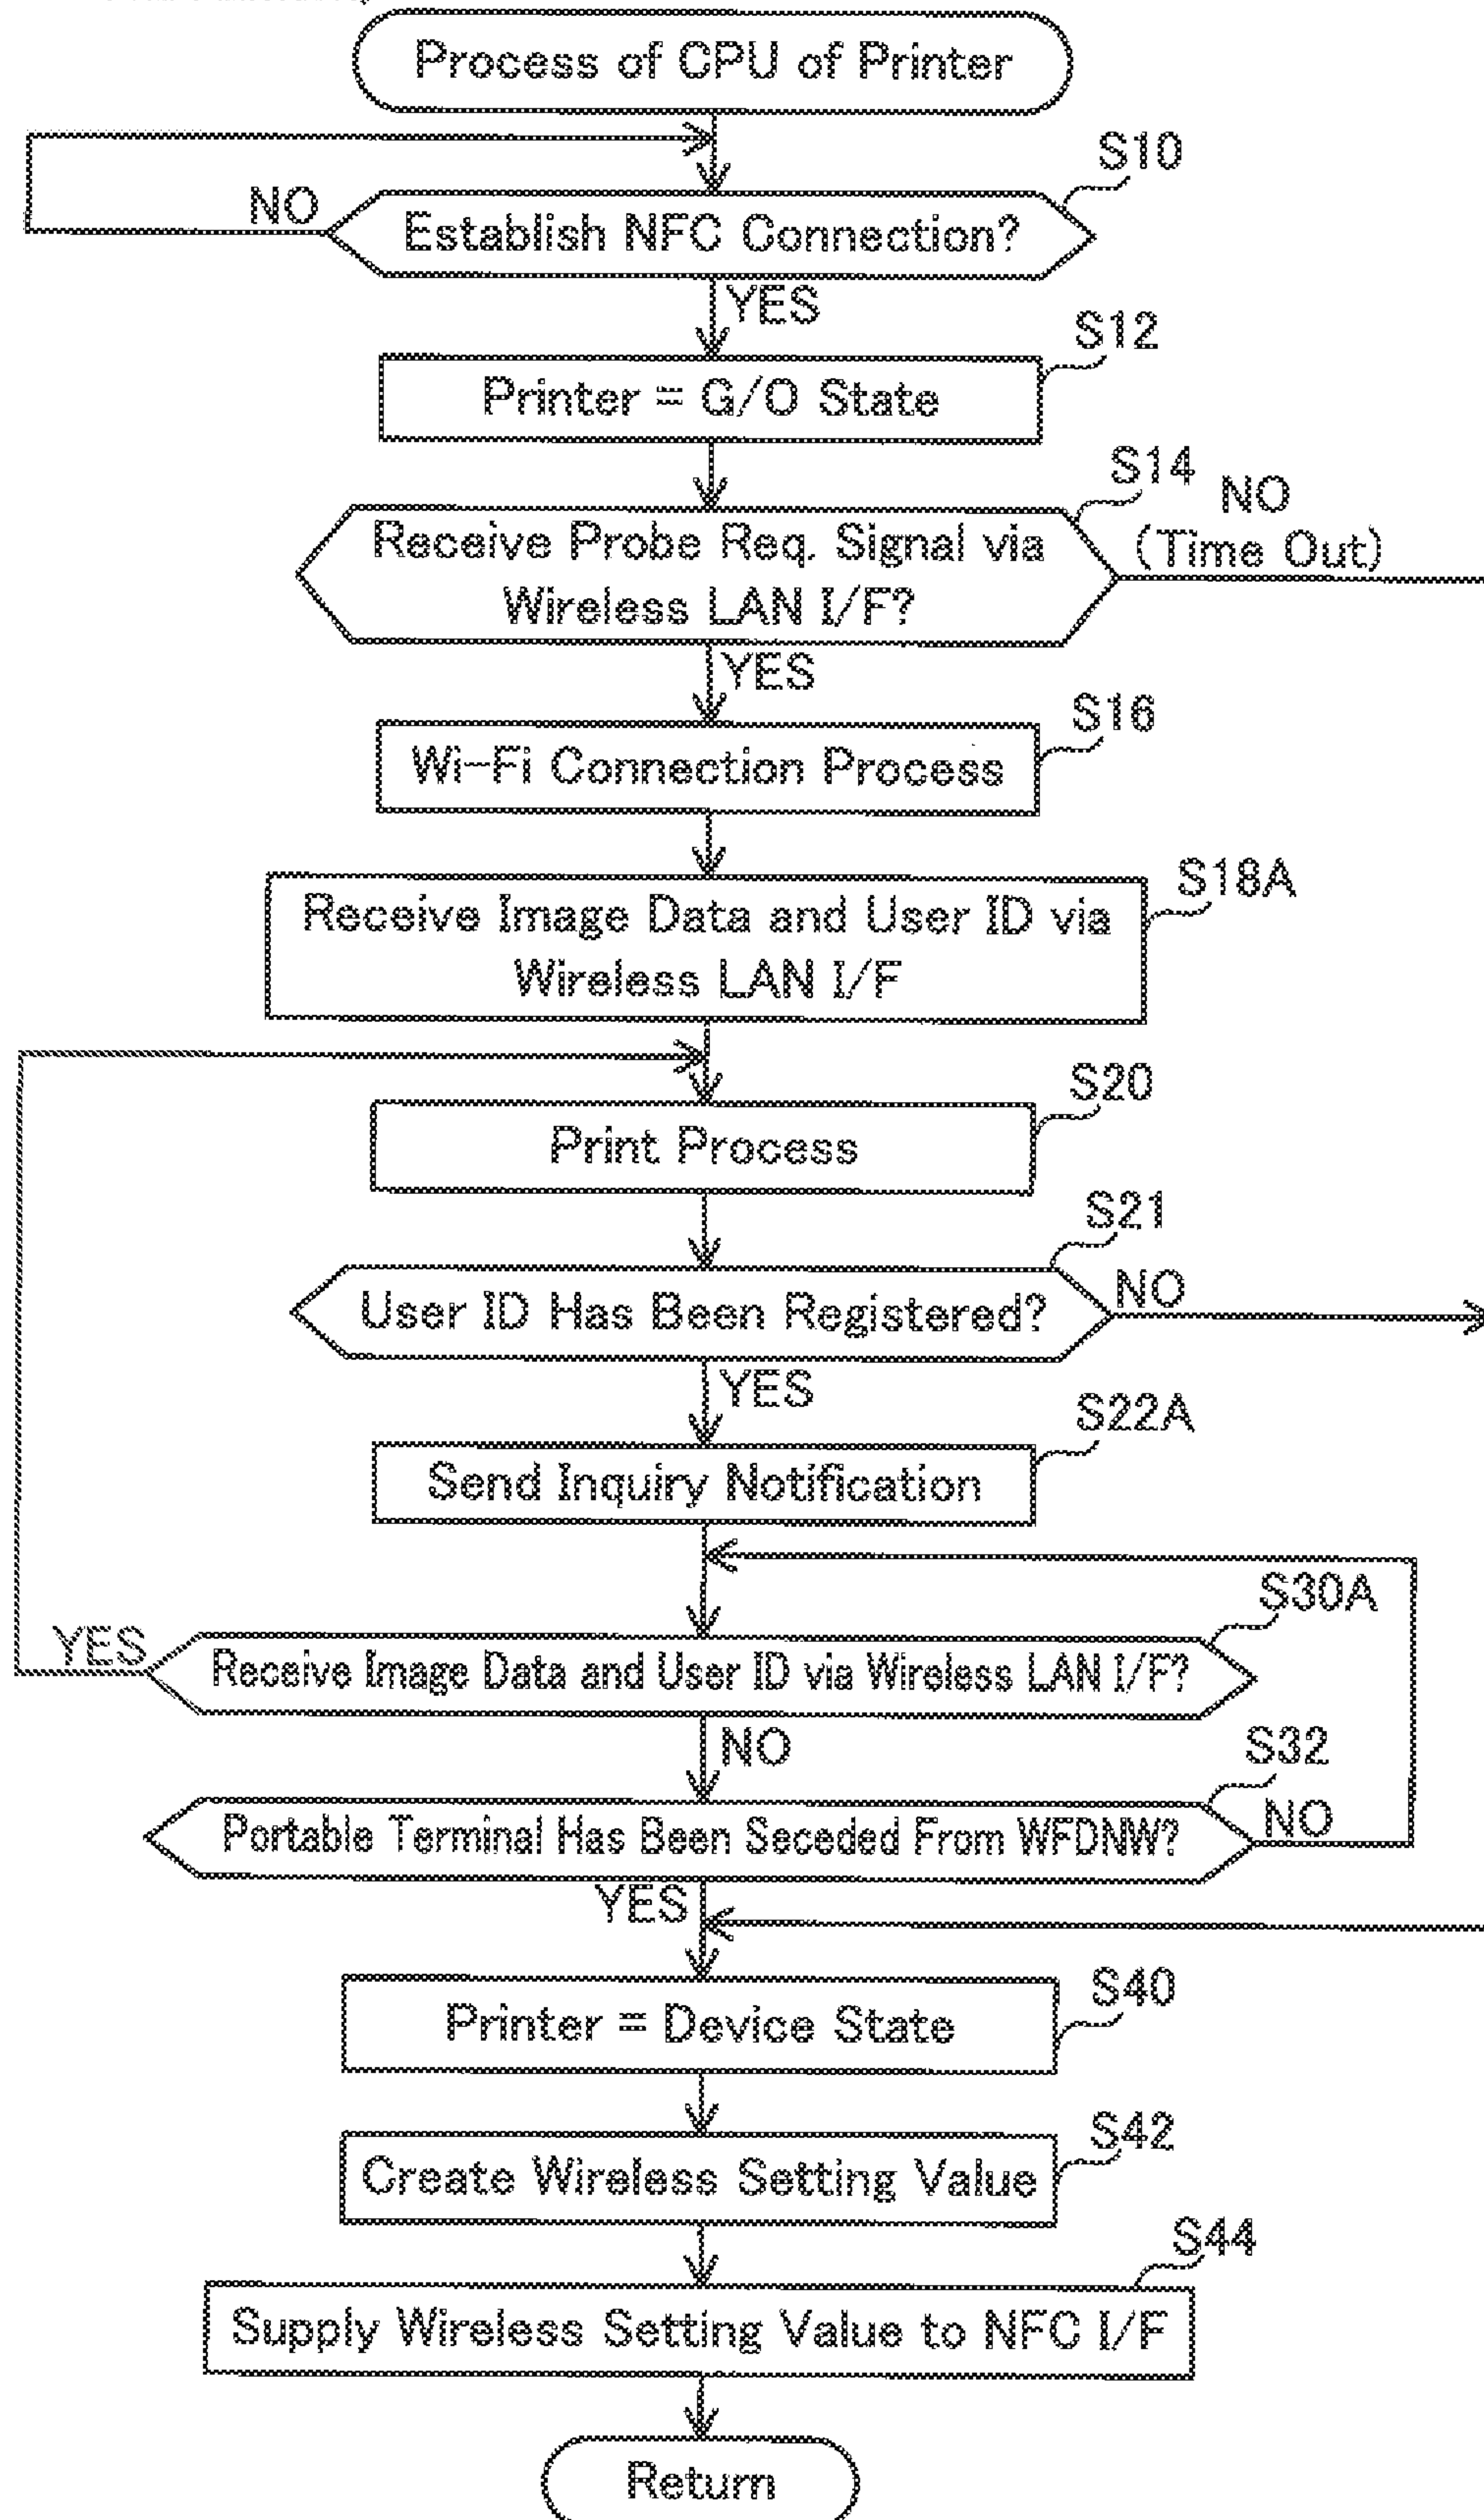 Process of CPU of Printer
S10
NO
Establish NFC Connection?
YES
S12
Printer = G/O State
S14
NO
(Time Out)
Receive Probe Req. Signal via
Wireless LAN I/F?
YES
S16
Wi-Fi Connection Process
S18A
Receive Image Data and User ID via
Wireless LAN I/F
S20
Print Process
S21
User ID Has Been Registered?
NO
YES
S22A
Send Inquiry Notification
S30A
YES
Receive Image Data and User ID via Wireless LAN I/F?
NO
S32
Portable Terminal Has Been Seceded From WFDNW?
NO
YES
S40
Printer = Device State
S42
Create Wireless Setting Value
S44
Supply Wireless Setting Value to NFC I/F
Return